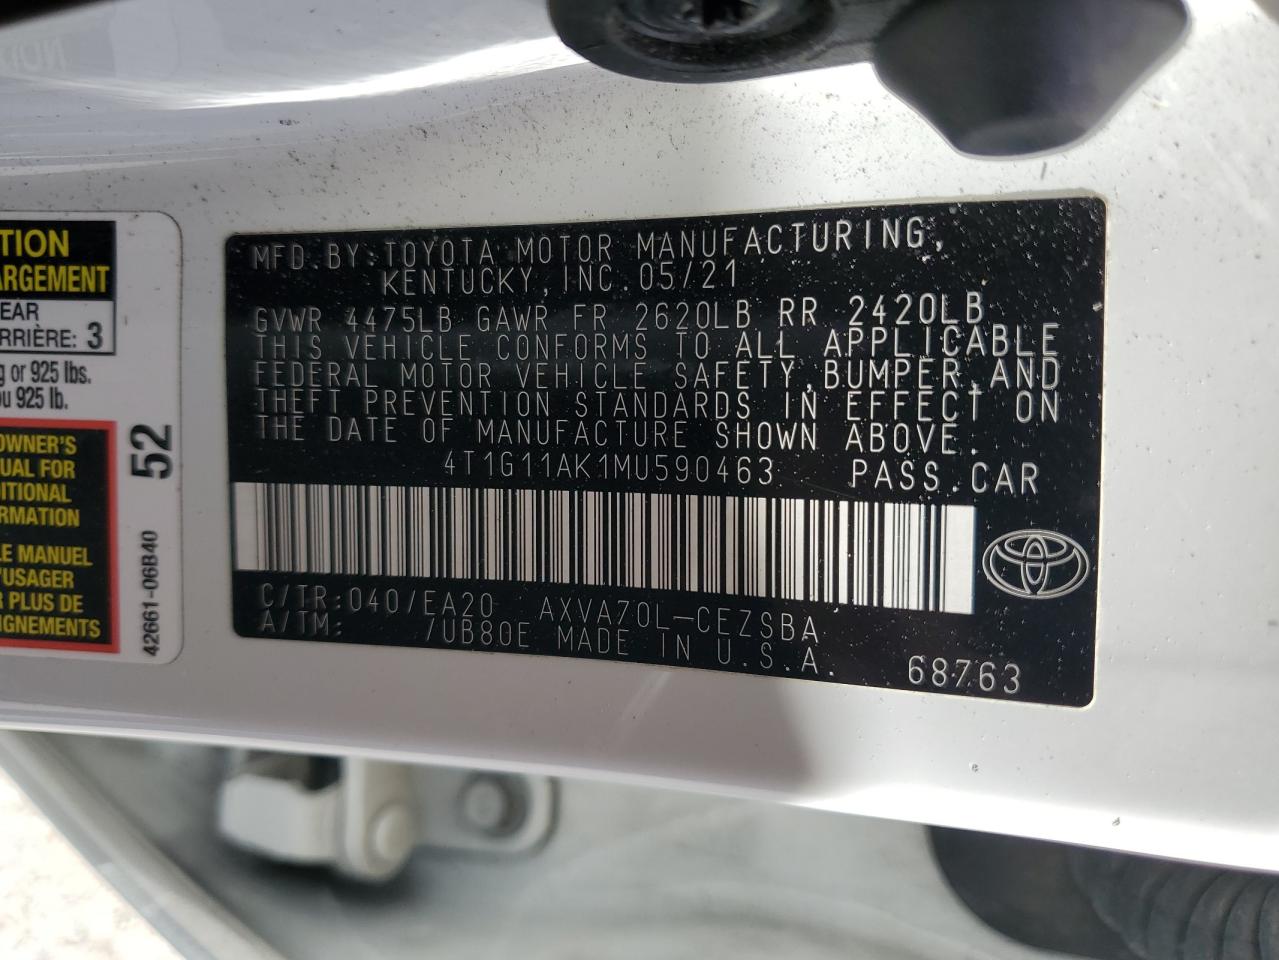 TION
ARGEMENT
EAR
RRIÈRE: 3
g or 925 lbs.
u 925 lb.
OWNER'S
UAL FOR
DITIONAL
ORMATION
LE MANUEL
'USAGER
R PLUS DE
IGNEMENTS
52
42661-06B40
MFD.BY:TOYOTA MOTOR MANUFACTURING,
KENTUCKY,INC.05/21
GVWR 4475LB GAWR FR 2620LB RR 2420LB
THIS VEHICLE CONFORMS TO ALL APPLICABLE
FEDERAL MOTOR VEHICLE SAFETY,BUMPER,AND
THEFT PREVENTION STANDARDS IN EFFECT ON
THE DATE OF MANUFACTURE SHOWN ABOVE.
4T1G11AK1MU590463 PASS.CAR
C/TR:040/EA20 AXVA70L-CEZSBA
A/TM: /UB80E MADE IN U.S.A.
68763